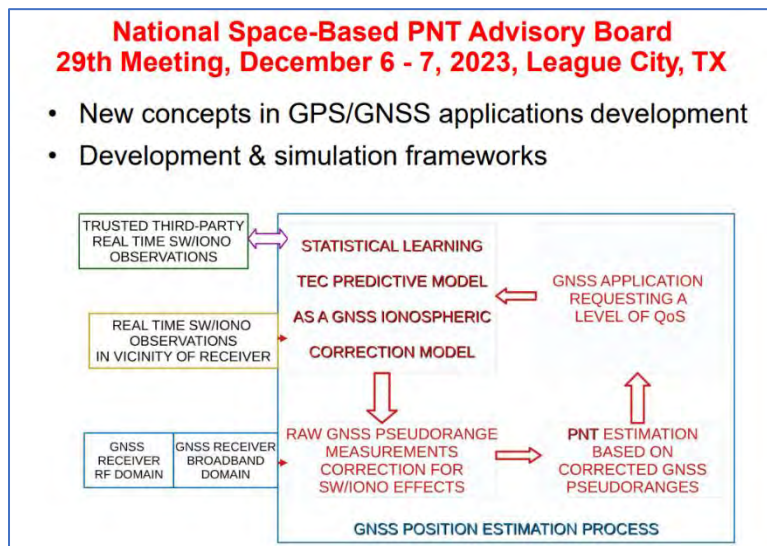 National Space-Based PNT Advisory Board
29th Meeting, December 6 - 7, 2023, League City, TX
• New concepts in GPS/GNSS applications development
• Development & simulation frameworks
TRUSTED THIRD-PARTY
REAL TIME SW/IONO
OBSERVATIONS
STATISTICAL LEARNING
TEC PREDICTIVE MODEL
AS A GNSS IONOSPHERIC
CORRECTION MODEL
GNSS APPLICATION
REQUESTING A
LEVEL OF QoS
REAL TIME SW/IONO
OBSERVATIONS
IN VICINITY OF RECEIVER
GNSS
RECEIVER
RF DOMAIN
GNSS RECEIVER
BROADBAND
DOMAIN
RAW GNSS PSEUDORANGE
MEASUREMENTS
CORRECTION FOR
SW/IONO EFFECTS
PNT ESTIMATION
BASED ON
CORRECTED GNSS
PSEUDORANGES
GNSS POSITION ESTIMATION PROCESS